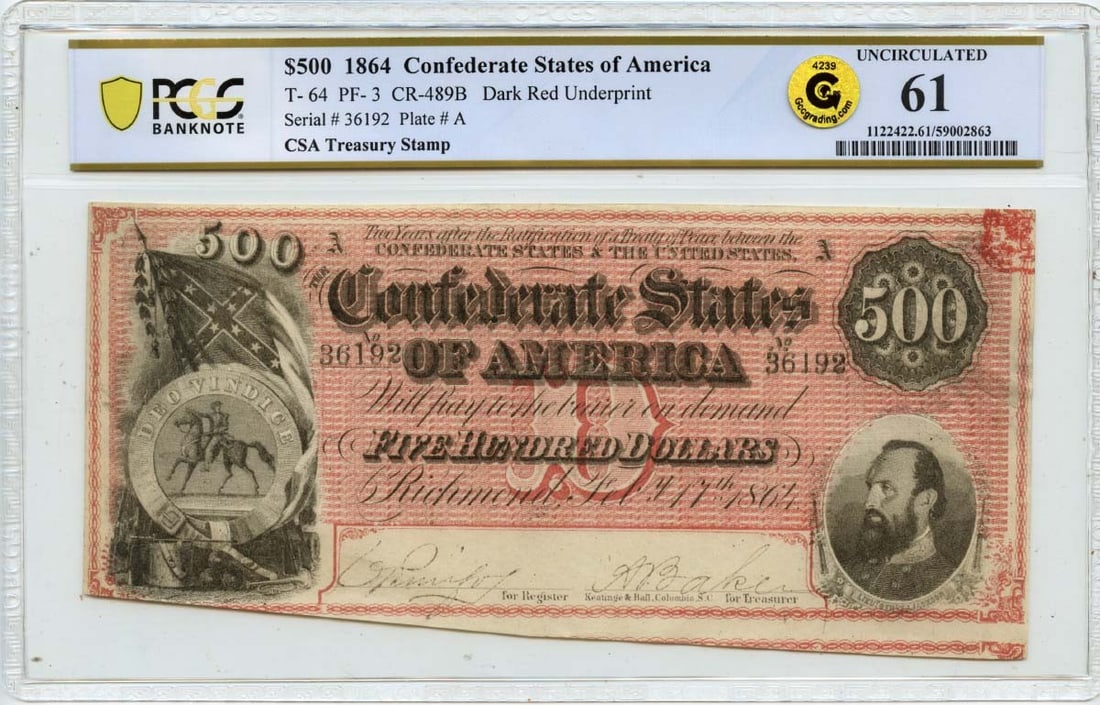 PCGS
BANKNOTE
$500 1864 Confederate States of America
T- 64 PF- 3 CR-489B Dark Red Underprint
Serial # 36192 Plate # A
CSA Treasury Stamp
4239
G
Gccgrading.com
UNCIRCULATED
61
1122422.61/59002863
500
A
Two Years after the Ratification of a Treaty of Peace between the
CONFEDERATE STATES & THE UNITED STATES,
A
THE
Confederate States
OF AMERICA
No
36192
No
36192
500
DEO VINDICE
Will pay to the bearer on demand
FIVE HUNDRED DOLLARS
Richmond, Feby. 17th. 1864
D
A Baker
for Register
Keatinge & Ball, Columbia, S.C.
for Treasurer